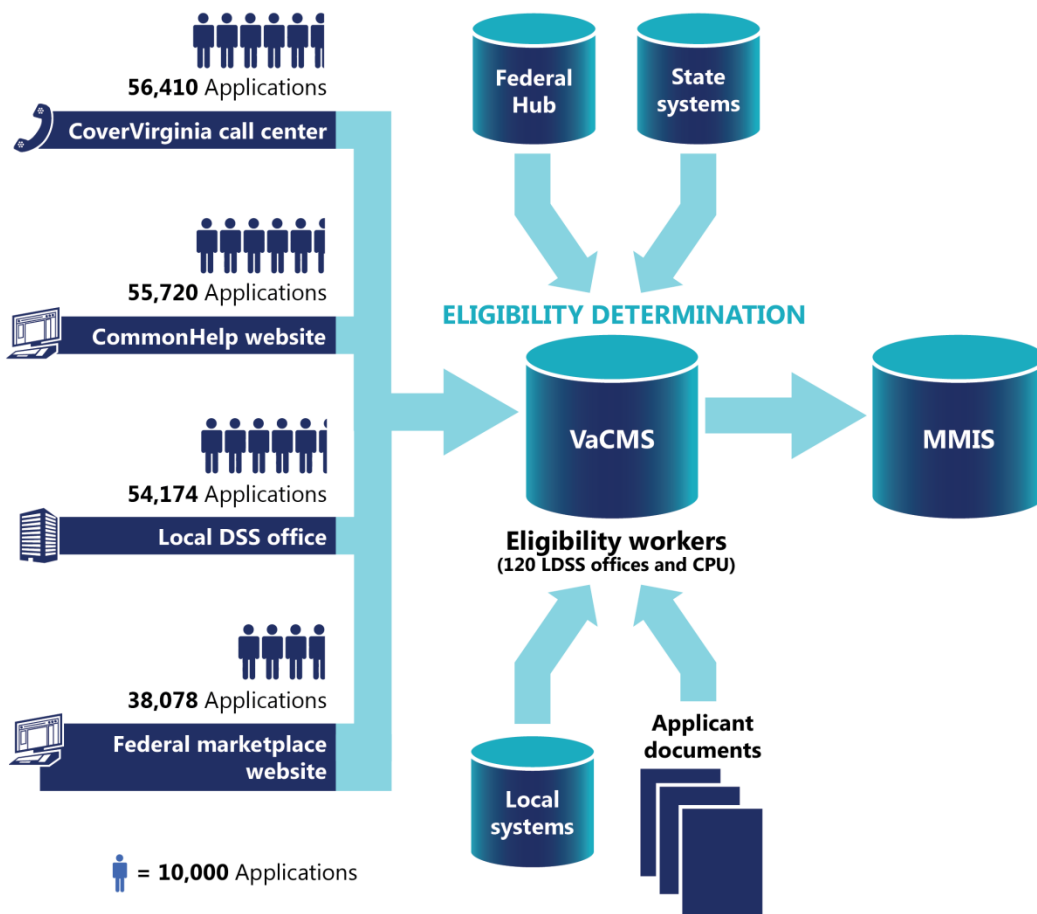 56,410 Applications
CoverVirginia call center
55,720 Applications
CommonHelp website
54,174 Applications
Local DSS office
38,078 Applications
Federal marketplace
website
= 10,000 Applications
Federal
Hub
State
systems
ELIGIBILITY DETERMINATION
VaCMS
MMIS
Eligibility workers
(120 LDSS offices and CPU)
Local
systems
Applicant
documents